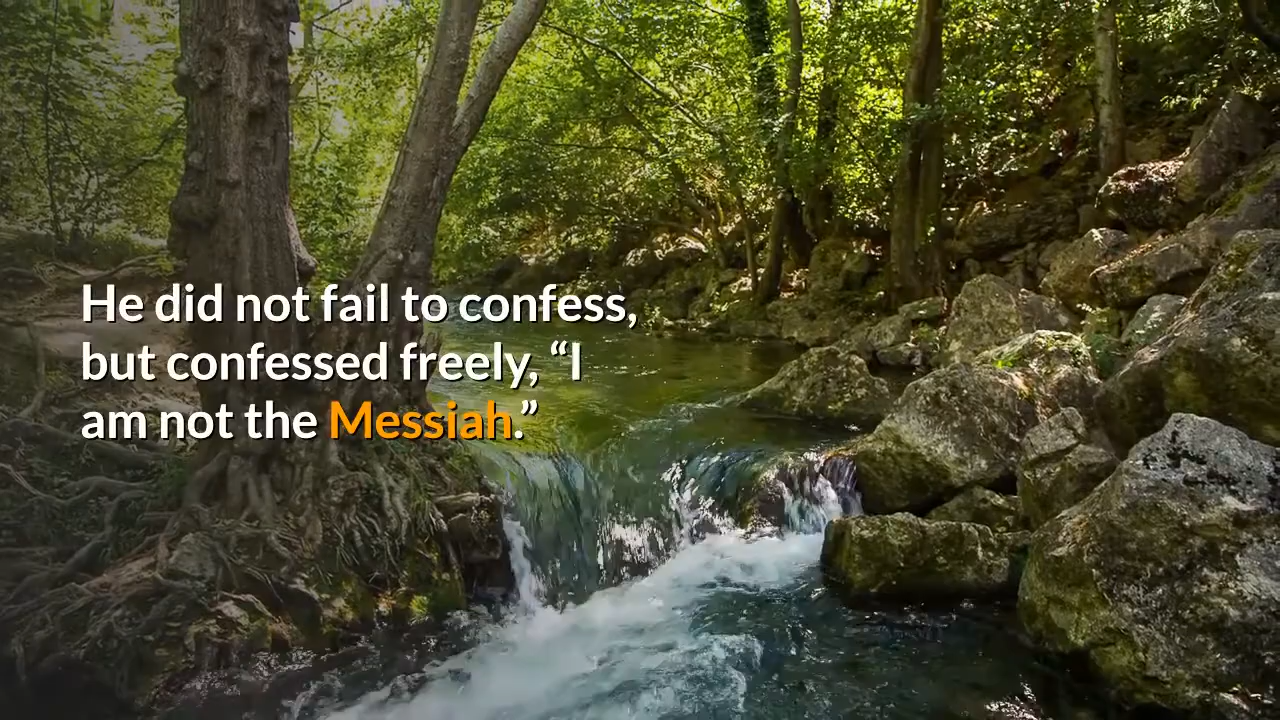 He did not fail to confess,
but confessed freely, “I
am not the Messiah.”